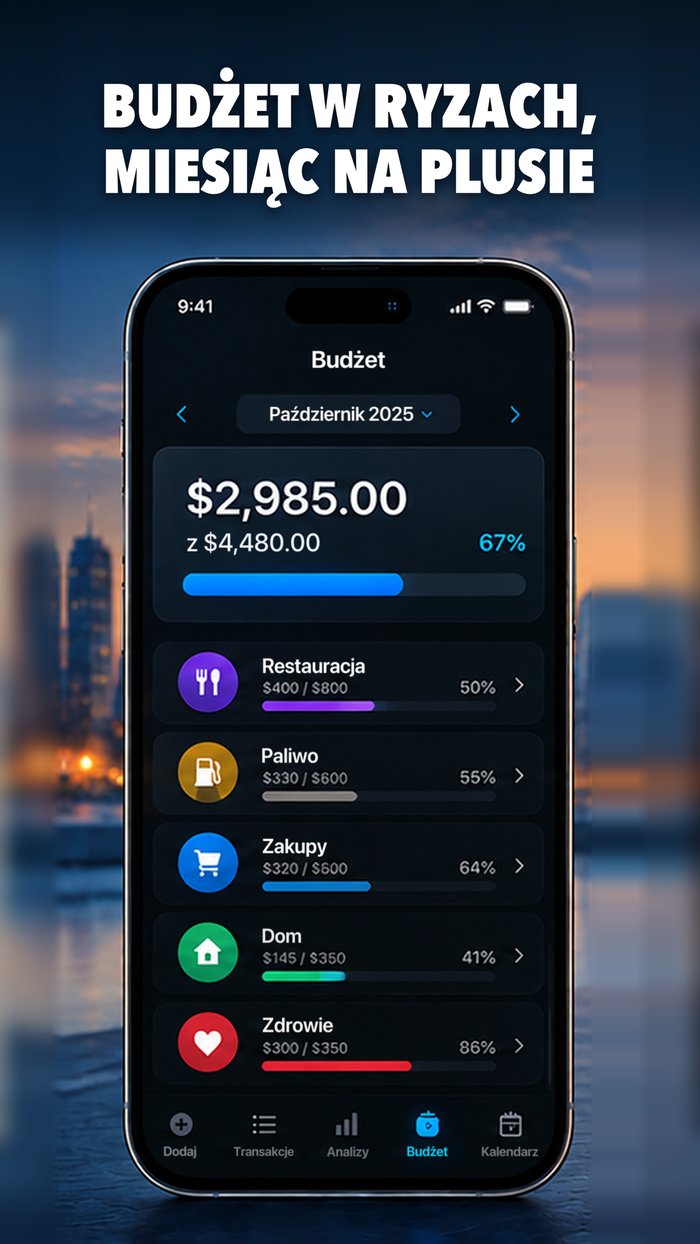 BUDŻET W RYZACH,
MIESIĄC NA PLUSIE
9:41
Budżet
Październik 2025
$2,985.00
z $4,480.00
67%
Restauracja
$400 / $800
50%
Paliwo
$330 / $600
55%
Zakupy
$320 / $600
64%
Dom
$145 / $350
41%
Zdrowie
$300 / $350
86%
Dodaj
Transakcje
Analizy
Budżet
Kalendarz